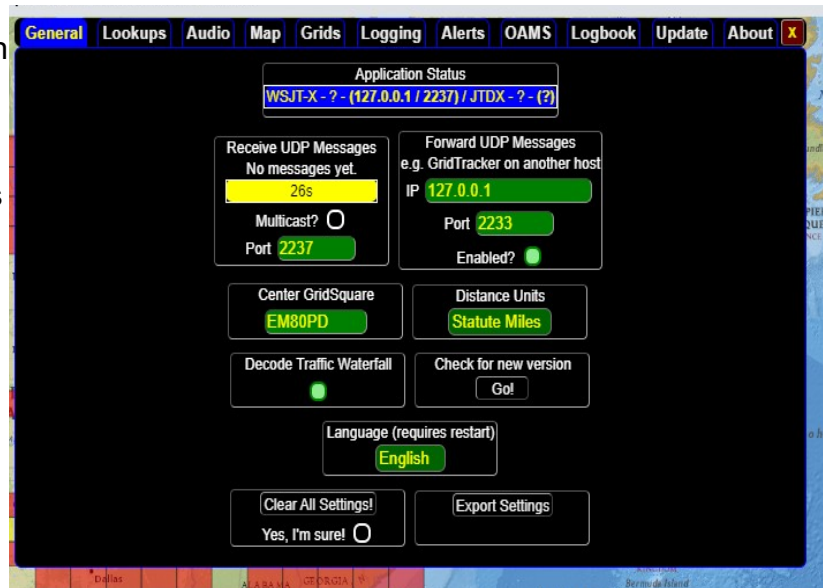 General Lookups Audio Map Grids Logging Alerts OAMS Logbook Update About X
Application Status
WSJT-X - ? - (127.0.0.1 / 2237) / JTDX - ? - (?)
Receive UDP Messages
No messages yet.
26s
Multicast?
Port 2237
Forward UDP Messages
e.g. GridTracker on another host
IP 127.0.0.1
Port 2233
Enabled?
Center GridSquare
EM80PD
Distance Units
Statute Miles
Decode Traffic Waterfall
Check for new version
Go!
Language (requires restart)
English
Clear All Settings!
Yes, I'm sure!
Export Settings
Dallas
ALABAMA
GEORGIA
Bermuda Island